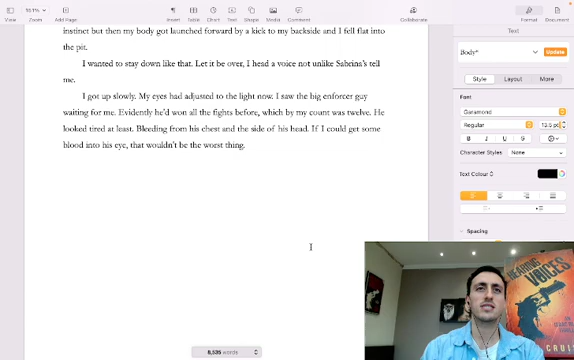 View
Zoom
Add Page
Insert
Table
Chart
Text
Shape
Media
Comment
Collaborate
Format
Document
instinct but then my body got launched forward by a kick to my backside and I fell flat into
the pit.
I wanted to stay down like that. Let it be over, I head a voice not unlike Sabrina's tell
me.
I got up slowly. My eyes had adjusted to the light now. I saw the big enforcer guy
waiting for me. Evidently he'd won all the fights before, which by my count was twelve. He
looked tired at least. Bleeding from his chest and the side of his head. If I could get some
blood into his eye, that wouldn't be the worst thing.
8,535 words
Text
Body*
Update
Style
Layout
More
Font
Garamond
Regular
13.5 pt
B I U S
Character Styles
None
Text Colour
Spacing
HEARING
VOICES